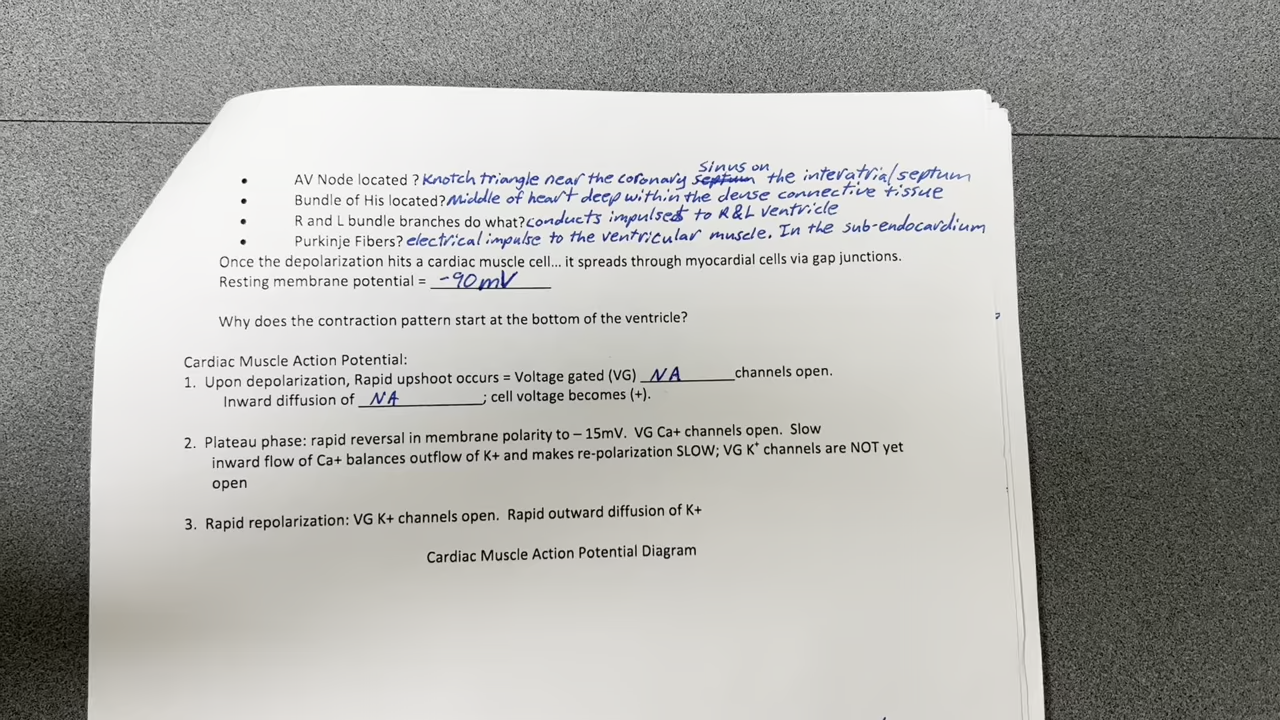 • AV Node located ? Knotch triangle near the coronary septum sinus on the interatrial septum
• Bundle of His located? Middle of heart deep within the dense connective tissue
• R and L bundle branches do what? conducts impulses to R&L ventricle
• Purkinje Fibers? electrical impulse to the ventricular muscle. In the sub-endocardium
Once the depolarization hits a cardiac muscle cell... it spreads through myocardial cells via gap junctions.
Resting membrane potential = -90mV
Why does the contraction pattern start at the bottom of the ventricle?
Cardiac Muscle Action Potential:
1. Upon depolarization, Rapid upshoot occurs = Voltage gated (VG) NA channels open.
Inward diffusion of NA ; cell voltage becomes (+).
2. Plateau phase: rapid reversal in membrane polarity to – 15mV. VG Ca+ channels open. Slow
inward flow of Ca+ balances outflow of K+ and makes re-polarization SLOW; VG K⁺ channels are NOT yet
open
3. Rapid repolarization: VG K+ channels open. Rapid outward diffusion of K+
Cardiac Muscle Action Potential Diagram